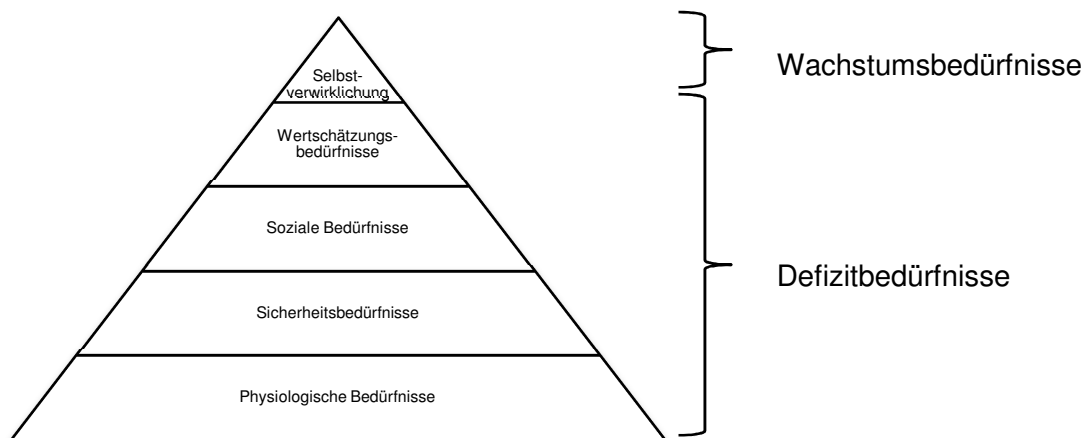 Selbst-
verwirklichung
Wachstumsbedürfnisse
Wertschätzungs-
bedürfnisse
Soziale Bedürfnisse
Defizitbedürfnisse
Sicherheitsbedürfnisse
Physiologische Bedürfnisse